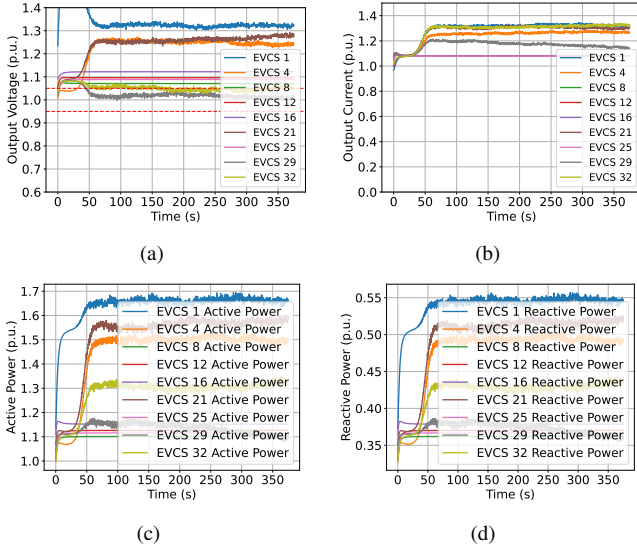 1.4
1.3
1.2
1.1
1.0
0.9
0.8
0.7
0.6
Output Voltage (p.u.)
0
50
100
150
200
250
300
350
Time (s)
EVCS 1
EVCS 4
EVCS 8
EVCS 12
EVCS 16
EVCS 21
EVCS 25
EVCS 29
EVCS 32
(a)
1.4
1.2
1.0
0.8
0.6
0.4
0.2
0.0
Output Current (p.u.)
0
50
100
150
200
250
300
350
Time (s)
EVCS 1
EVCS 4
EVCS 8
EVCS 12
EVCS 16
EVCS 21
EVCS 25
EVCS 29
EVCS 32
(b)
1.7
1.6
1.5
1.4
1.3
1.2
1.1
1.0
Active Power (p.u.)
0
50
100
150
200
250
300
350
Time (s)
EVCS 1 Active Power
EVCS 4 Active Power
EVCS 8 Active Power
EVCS 12 Active Power
EVCS 16 Active Power
EVCS 21 Active Power
EVCS 25 Active Power
EVCS 29 Active Power
EVCS 32 Active Power
(c)
0.55
0.50
0.45
0.40
0.35
Reactive Power (p.u.)
0
50
100
150
200
250
300
350
Time (s)
EVCS 1 Reactive Power
EVCS 4 Reactive Power
EVCS 8 Reactive Power
EVCS 12 Reactive Power
EVCS 16 Reactive Power
EVCS 21 Reactive Power
EVCS 25 Reactive Power
EVCS 29 Reactive Power
EVCS 32 Reactive Power
(d)